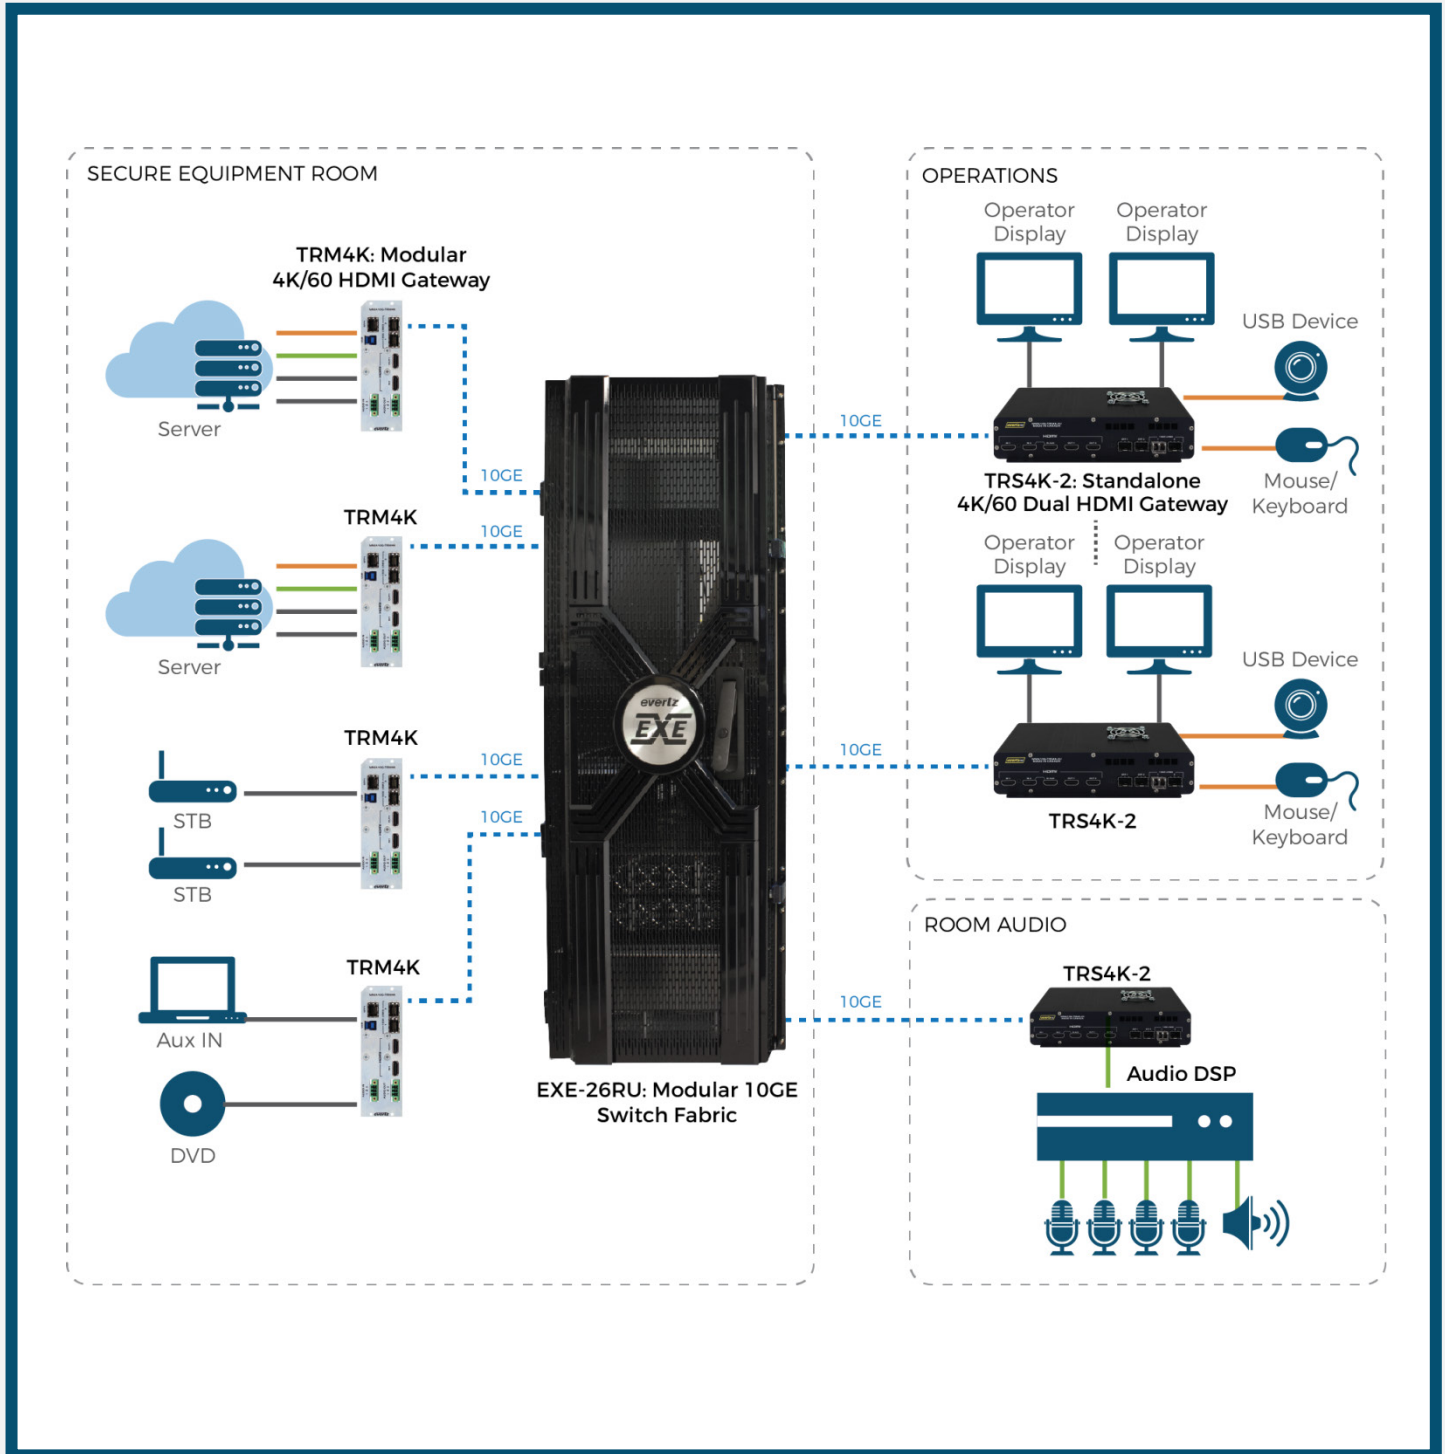 SECURE EQUIPMENT ROOM
TRM4K: Modular
4K/60 HDMI Gateway
Server
10GE
TRM4K
10GE
Server
TRM4K
10GE
STB
10GE
STB
TRM4K
Aux IN
DVD
evertz
EXE
EXE-26RU: Modular 10GE
Switch Fabric
OPERATIONS
Operator
Display
Operator
Display
USB Device
10GE
HDMI
Mouse/
Keyboard
TRS4K-2: Standalone
4K/60 Dual HDMI Gateway
Operator
Display
Operator
Display
USB Device
10GE
HDMI
Mouse/
Keyboard
TRS4K-2
ROOM AUDIO
TRS4K-2
10GE
Audio DSP